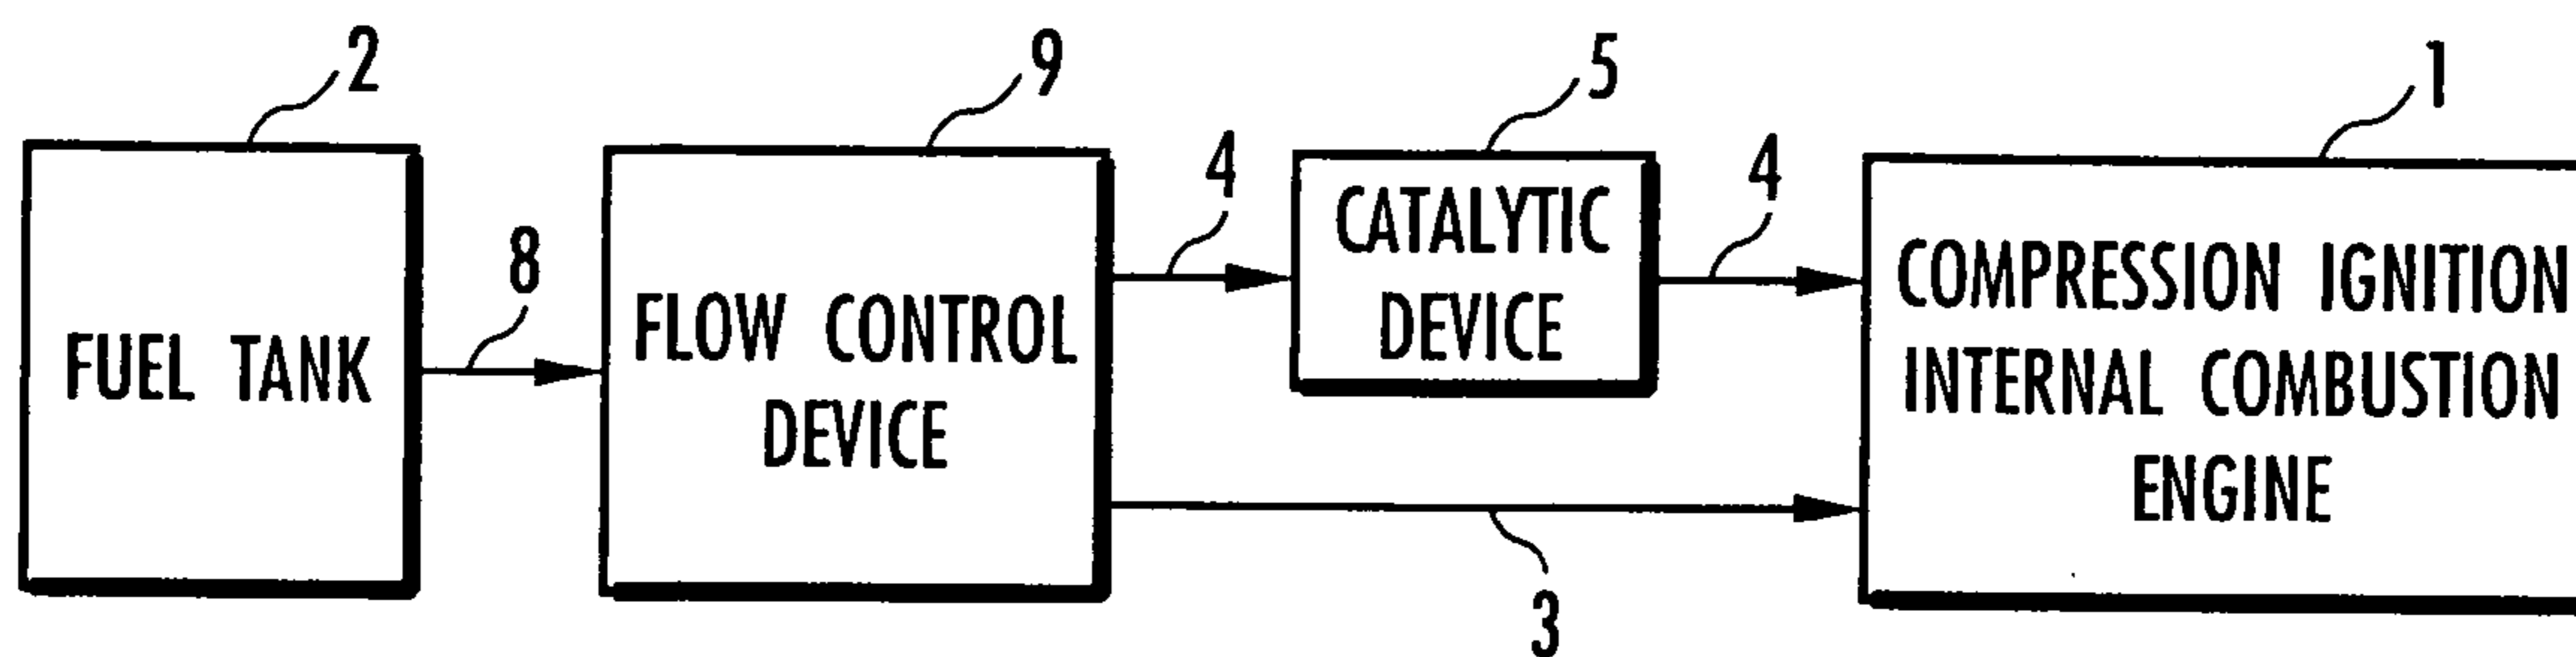 2
9
5
1
4
4
8
3
FUEL TANK
FLOW CONTROL
DEVICE
CATALYTIC
DEVICE
COMPRESSION IGNITION
INTERNAL COMBUSTION
ENGINE